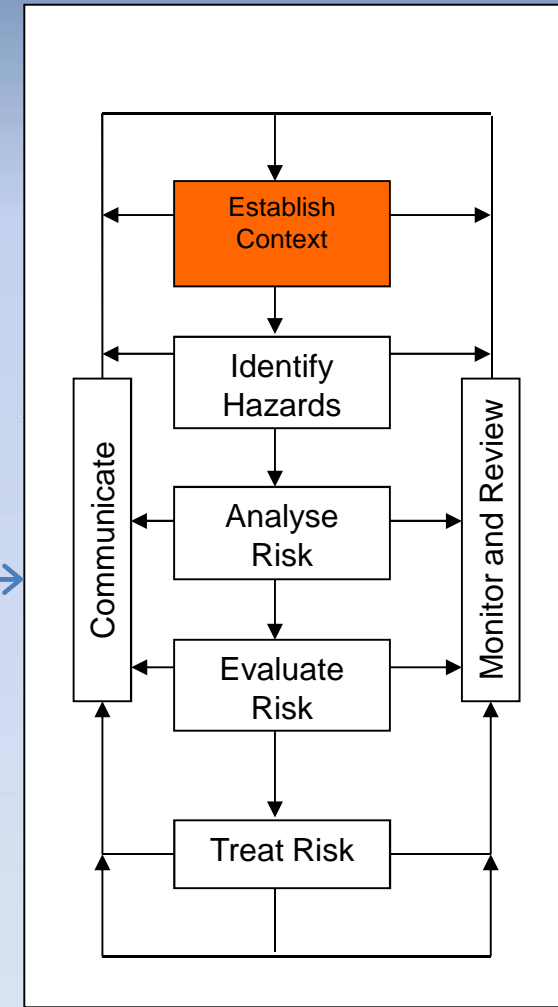 Establish
Context
Identify
Hazards
Communicate
Analyse
Risk
Monitor and Review
Evaluate
Risk
Treat Risk